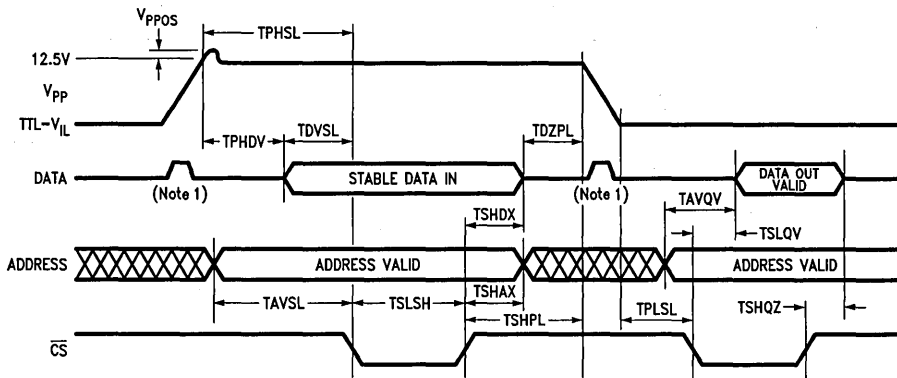 VPPOS
TPHSL
12.5V
VPP
TTL-VIL
TPHDV
TDVSL
TDZPL
DATA
(Note 1)
STABLE DATA IN
(Note 1)
DATA OUT
VALID
TAVQV
TSHDX
TSLQV
ADDRESS
ADDRESS VALID
ADDRESS VALID
TAVSL
TSLSH
TSHAX
TSHPL
TPLSL
TSHQZ
CS